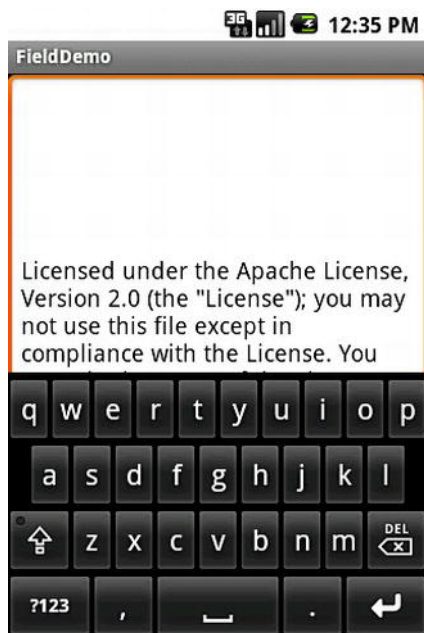 3G 12:35 PM
FieldDemo
Licensed under the Apache License,
Version 2.0 (the "License"); you may
not use this file except in
compliance with the License. You
q w e r t y u i o p
a s d f g h j k l
z x c v b n m DEL
?123 , .